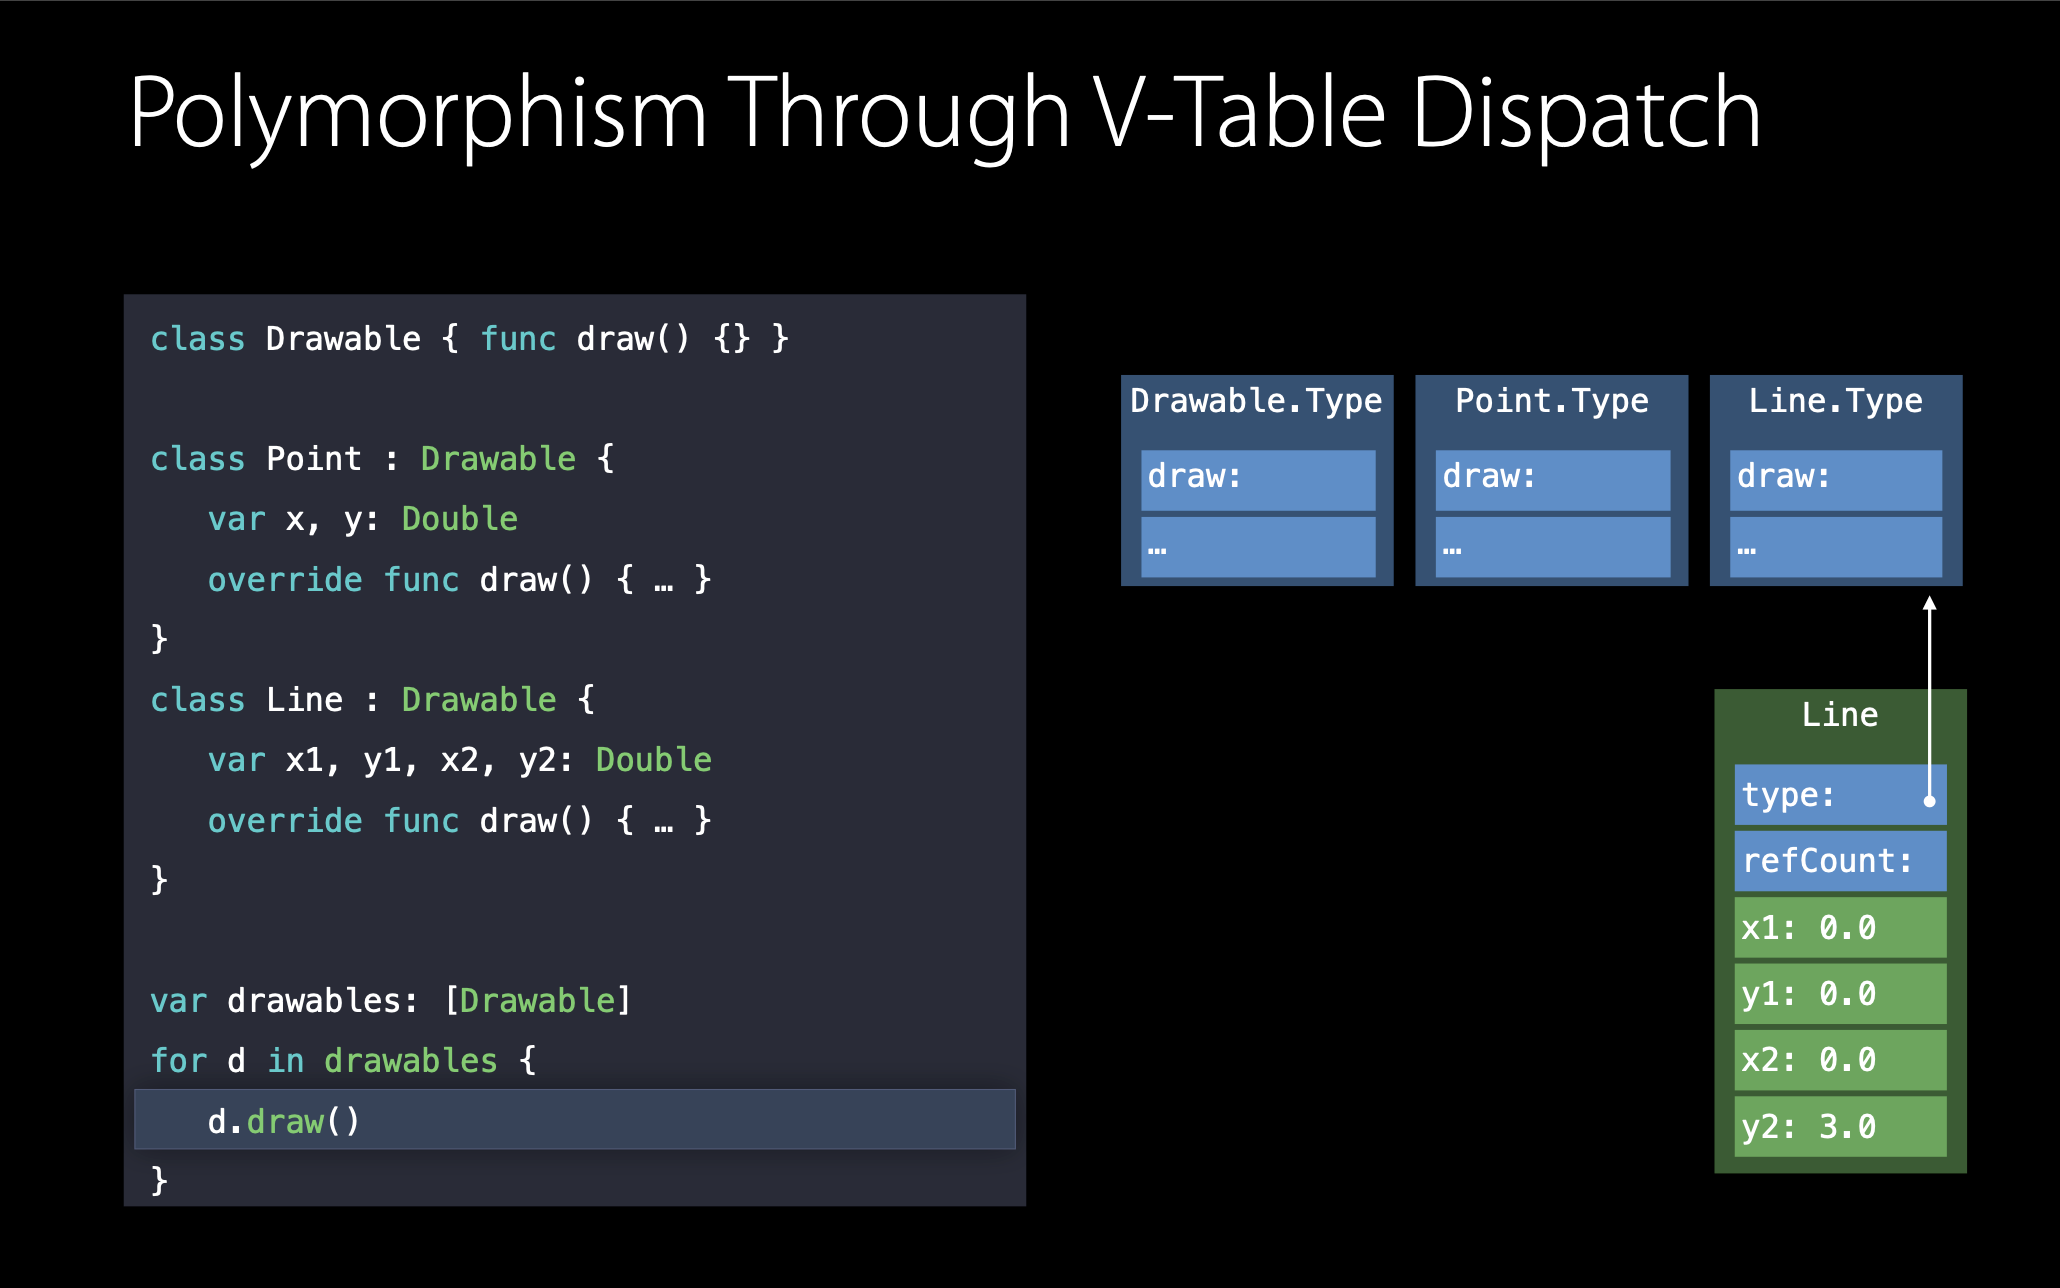 Polymorphism Through V-Table Dispatch
class Drawable { func draw() {} }
class Point : Drawable {
   var x, y: Double
   override func draw() { … }
}
class Line : Drawable {
   var x1, y1, x2, y2: Double
   override func draw() { … }
}
var drawables: [Drawable]
for d in drawables {
   d.draw()
}
Drawable.Type
draw:
…
Point.Type
draw:
…
Line.Type
draw:
…
Line
type:
refCount:
x1: 0.0
y1: 0.0
x2: 0.0
y2: 3.0